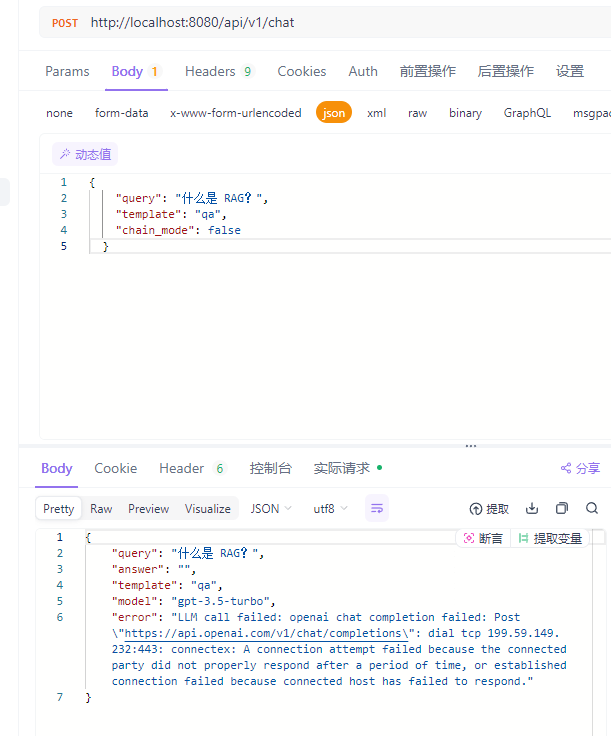 POST http://localhost:8080/api/v1/chat
Params Body 1 Headers 9 Cookies Auth 前置操作 后置操作 设置
none form-data x-www-form-urlencoded json xml raw binary GraphQL msgpac
动态值
1 {
2 "query": "什么是 RAG？",
3 "template": "qa",
4 "chain_mode": false
5 }
Body Cookie Header 6 控制台 实际请求 分享
Pretty Raw Preview Visualize JSON utf8 提取
断言 提取变量
1 {
2 "query": "什么是 RAG？",
3 "answer": "",
4 "template": "qa",
5 "model": "gpt-3.5-turbo",
6 "error": "LLM call failed: openai chat completion failed: Post
\"https://api.openai.com/v1/chat/completions\": dial tcp 199.59.149.
232:443: connectex: A connection attempt failed because the connected
party did not properly respond after a period of time, or established
connection failed because connected host has failed to respond."
7 }